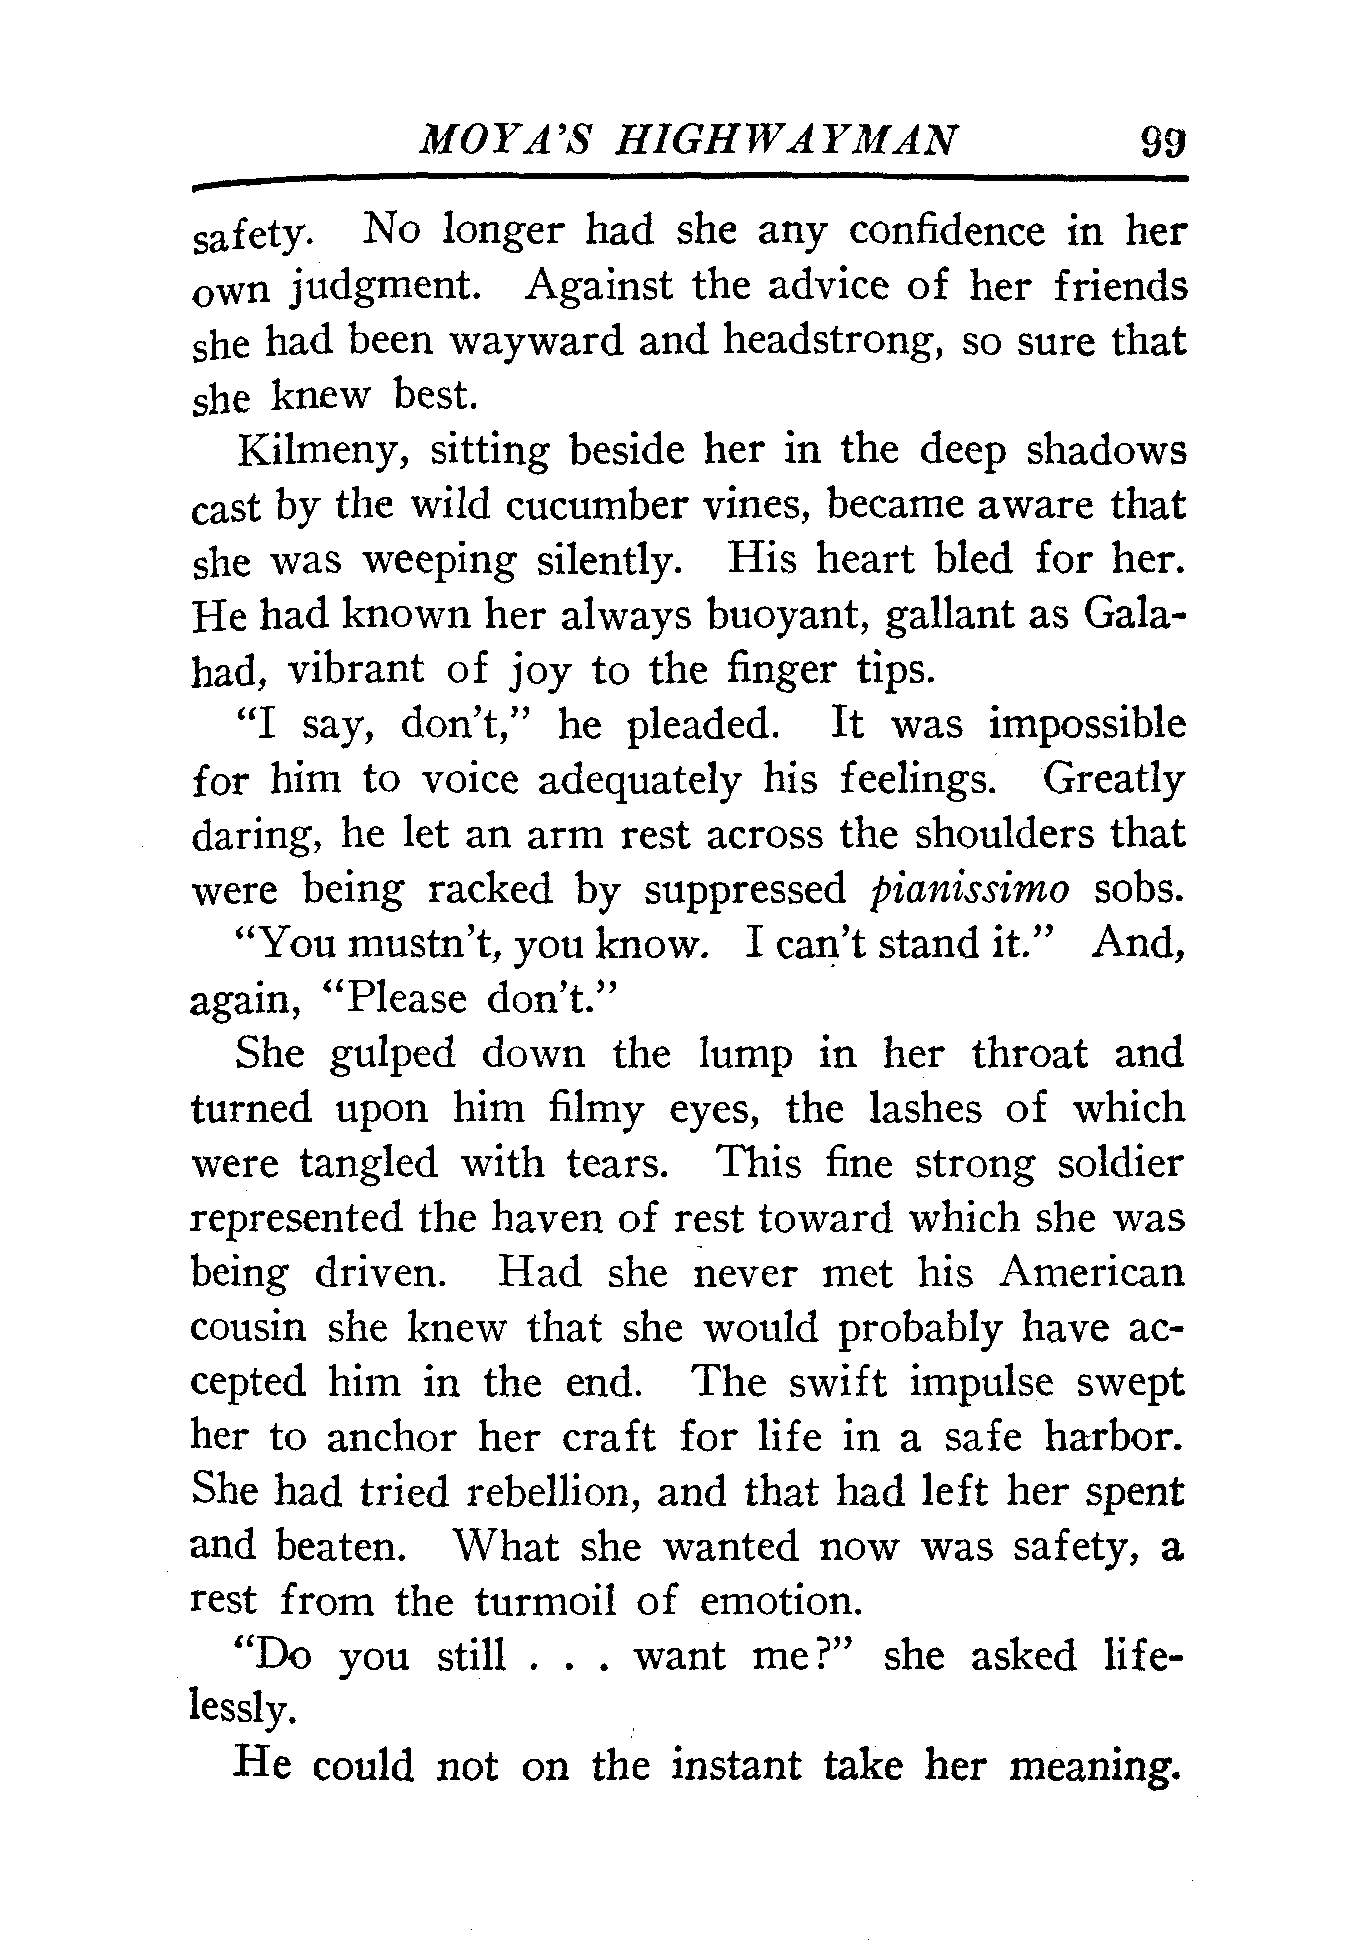 MOYA'S HIGHWAYMAN 99
safety. No longer had she any confidence in her
own judgment. Against the advice of her friends
she had been wayward and headstrong, so sure that
she knew best.
Kilmeny, sitting beside her in the deep shadows
cast by the wild cucumber vines, became aware that
she was weeping silently. His heart bled for her.
He had known her always buoyant, gallant as Gala-
had, vibrant of joy to the finger tips.
"I say, don't," he pleaded. It was impossible
for him to voice adequately his feelings. Greatly
daring, he let an arm rest across the shoulders that
were being racked by suppressed pianissimo sobs.
"You mustn't, you know. I can't stand it." And,
again, "Please don't."
She gulped down the lump in her throat and
turned upon him filmy eyes, the lashes of which
were tangled with tears. This fine strong soldier
represented the haven of rest toward which she was
being driven. Had she never met his American
cousin she knew that she would probably have ac-
cepted him in the end. The swift impulse swept
her to anchor her craft for life in a safe harbor.
She had tried rebellion, and that had left her spent
and beaten. What she wanted now was safety, a
rest from the turmoil of emotion.
"Do you still . . . want me?" she asked life-
lessly.
He could not on the instant take her meaning.